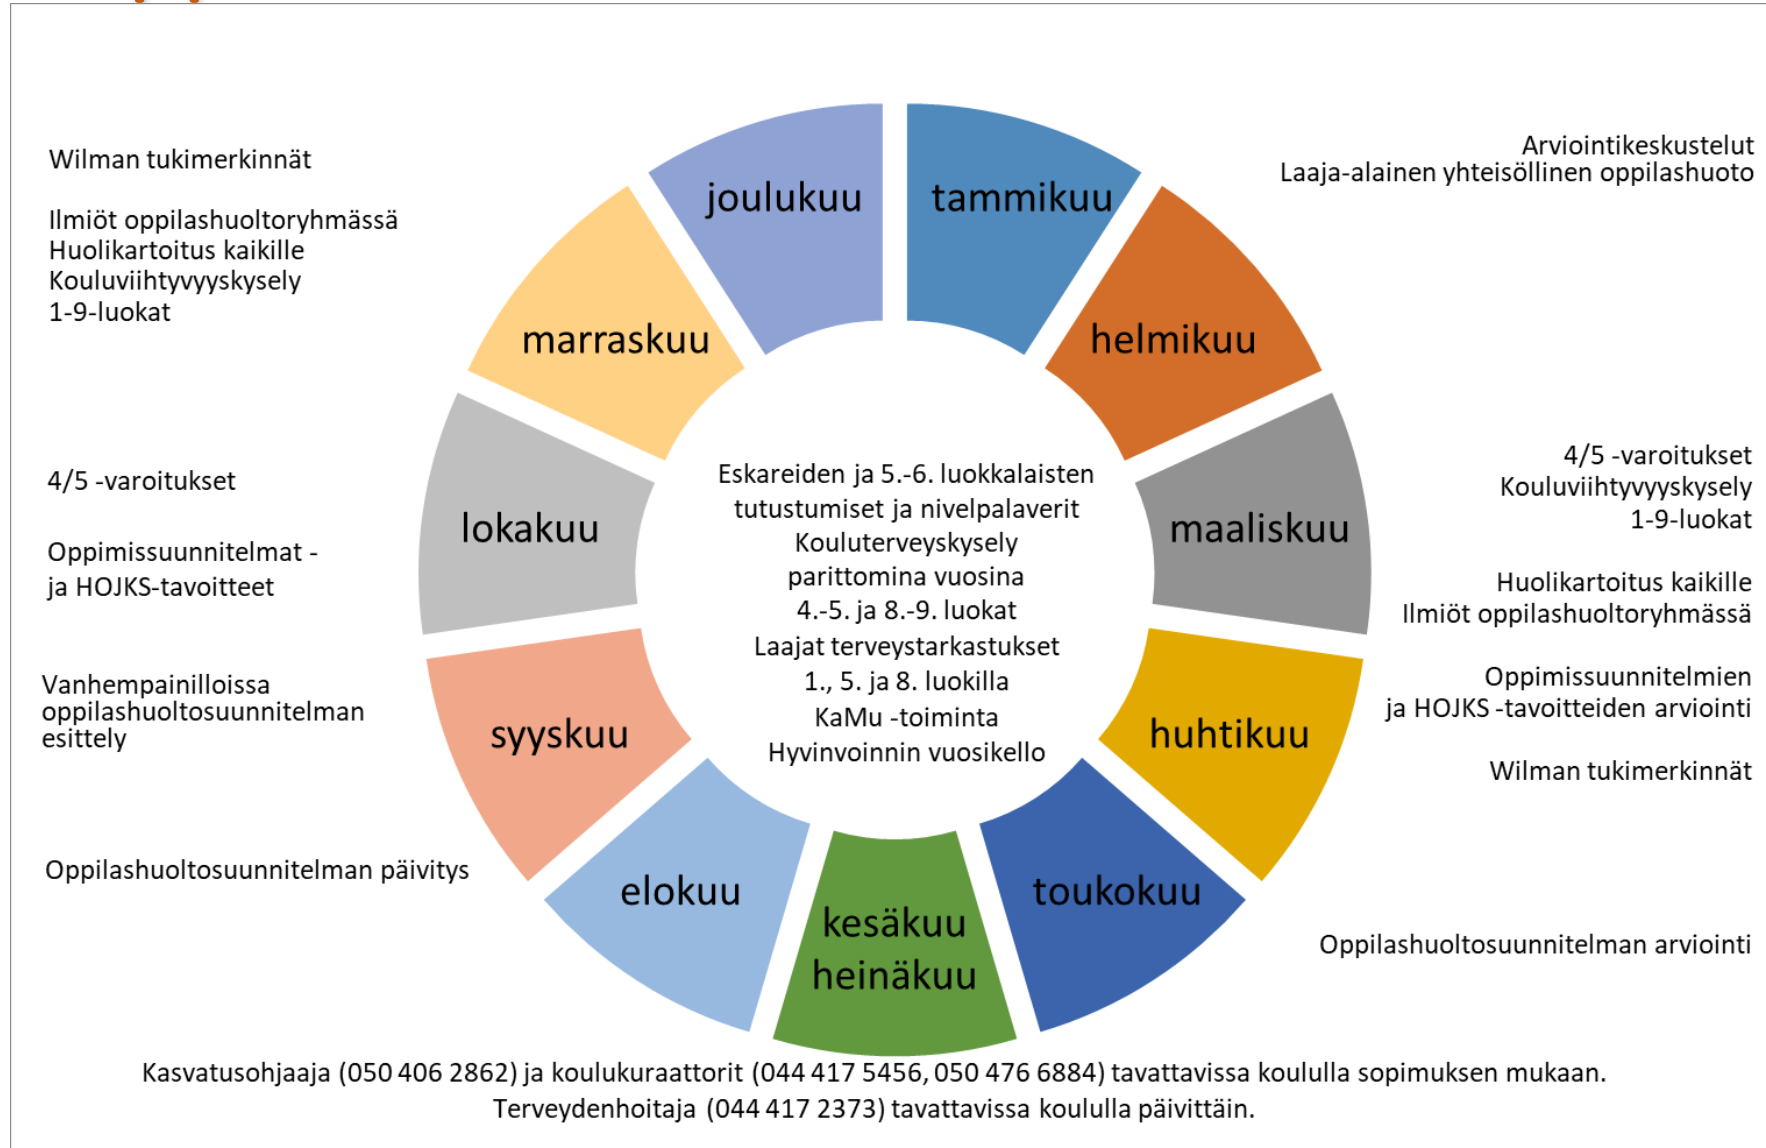 joulukuu
tammikuu
helmikuu
maaliskuu
huhtikuu
toukokuu
kesäkuu
heinäkuu
elokuu
syyskuu
lokakuu
marraskuu
Wilman tukimerkinnät
Ilmiöt oppilashuoltoryhmässä
Huolikartoitus kaikille
Kouluviihtyvyyskysely
1-9-luokat
4/5 -varoitukset
Oppimissuunnitelmat -
ja HOJKS-tavoitteet
Vanhempainilloissa
oppilashuoltosuunnitelman
esittely
Oppilashuoltosuunnitelman päivitys
Eskareiden ja 5.-6. luokkalaisten
tutustumiset ja nivelpalaverit
Kouluterveyskysely
parittomina vuosina
4.-5. ja 8.-9. luokat
Laajat terveystarkastukset
1., 5. ja 8. luokilla
KaMu -toiminta
Hyvinvoinnin vuosikello
Arviointikeskustelut
Laaja-alainen yhteisöllinen oppilashuoto
4/5 -varoitukset
Kouluviihtyvyyskysely
1-9-luokat
Huolikartoitus kaikille
Ilmiöt oppilashuoltoryhmässä
Oppimissuunnitelmien
ja HOJKS -tavoitteiden arviointi
Wilman tukimerkinnät
Oppilashuoltosuunnitelman arviointi
Kasvatusohjaaja (050 406 2862) ja koulukuraattorit (044 417 5456, 050 476 6884) tavattavissa koululla sopimuksen mukaan.
Terveydenhoitaja (044 417 2373) tavattavissa koululla päivittäin.